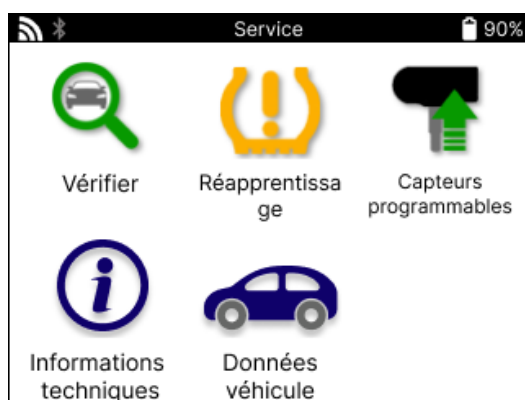 Service
90%
Vérifier
Réapprentissa
ge
Capteurs
programmables
Informations
techniques
Données
véhicule